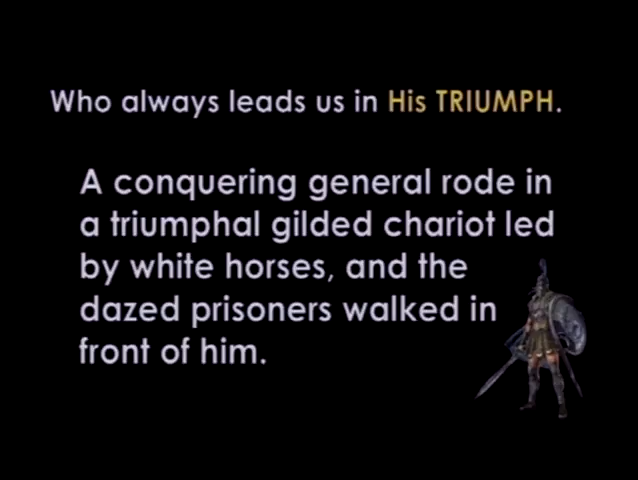 Who always leads us in His TRIUMPH.
A conquering general rode in
a triumphal gilded chariot led
by white horses, and the
dazed prisoners walked in
front of him.